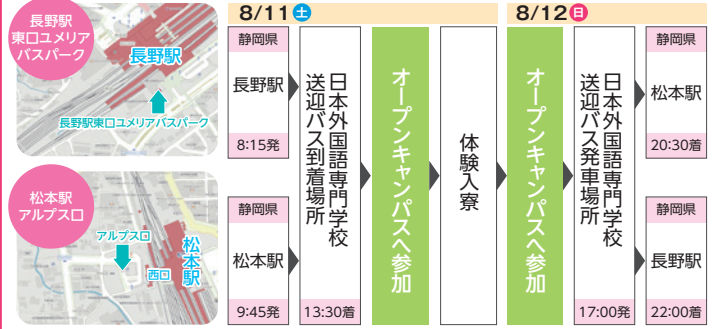 長野駅
東口ユメリア
バスパーク
長野駅
長野駅東口ユメリアバスパーク
松本駅
アルプス口
アルプス口
西口
松本駅
8/11 土
静岡県
長野駅
8:15発
静岡県
松本駅
9:45発
日本外国語専門学校
送迎バス到着場所
13:30着
オープンキャンパスへ参加
体験入寮
8/12 日
オープンキャンパスへ参加
日本外国語専門学校
送迎バス発車場所
17:00発
静岡県
松本駅
20:30着
静岡県
長野駅
22:00着